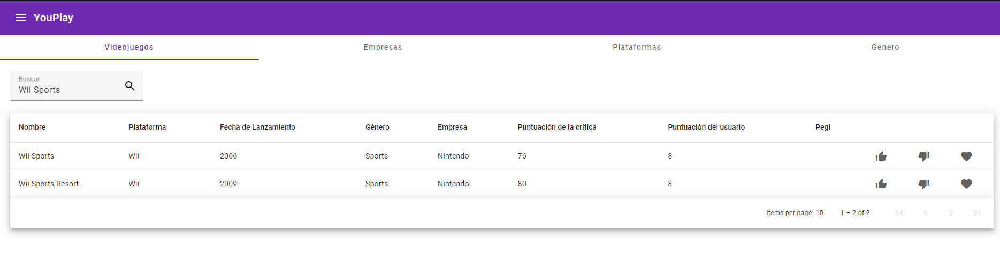 YouPlay
Videojuegos Empresas Plataformas Genero
Buscar
Wii Sports
Nombre Plataforma Fecha de Lanzamiento Género Empresa Puntuación de la crítica Puntuación del usuario Pegi
Wii Sports Wii 2006 Sports Nintendo 76 8
Wii Sports Resort Wii 2009 Sports Nintendo 80 8
Items per page: 10 1 – 2 of 2